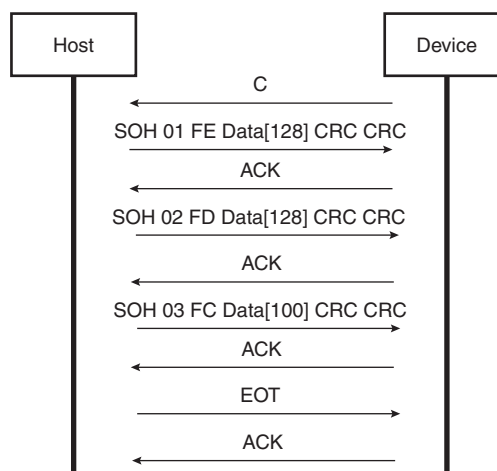 Host
Device
C
SOH 01 FE Data[128] CRC CRC
ACK
SOH 02 FD Data[128] CRC CRC
ACK
SOH 03 FC Data[100] CRC CRC
ACK
EOT
ACK